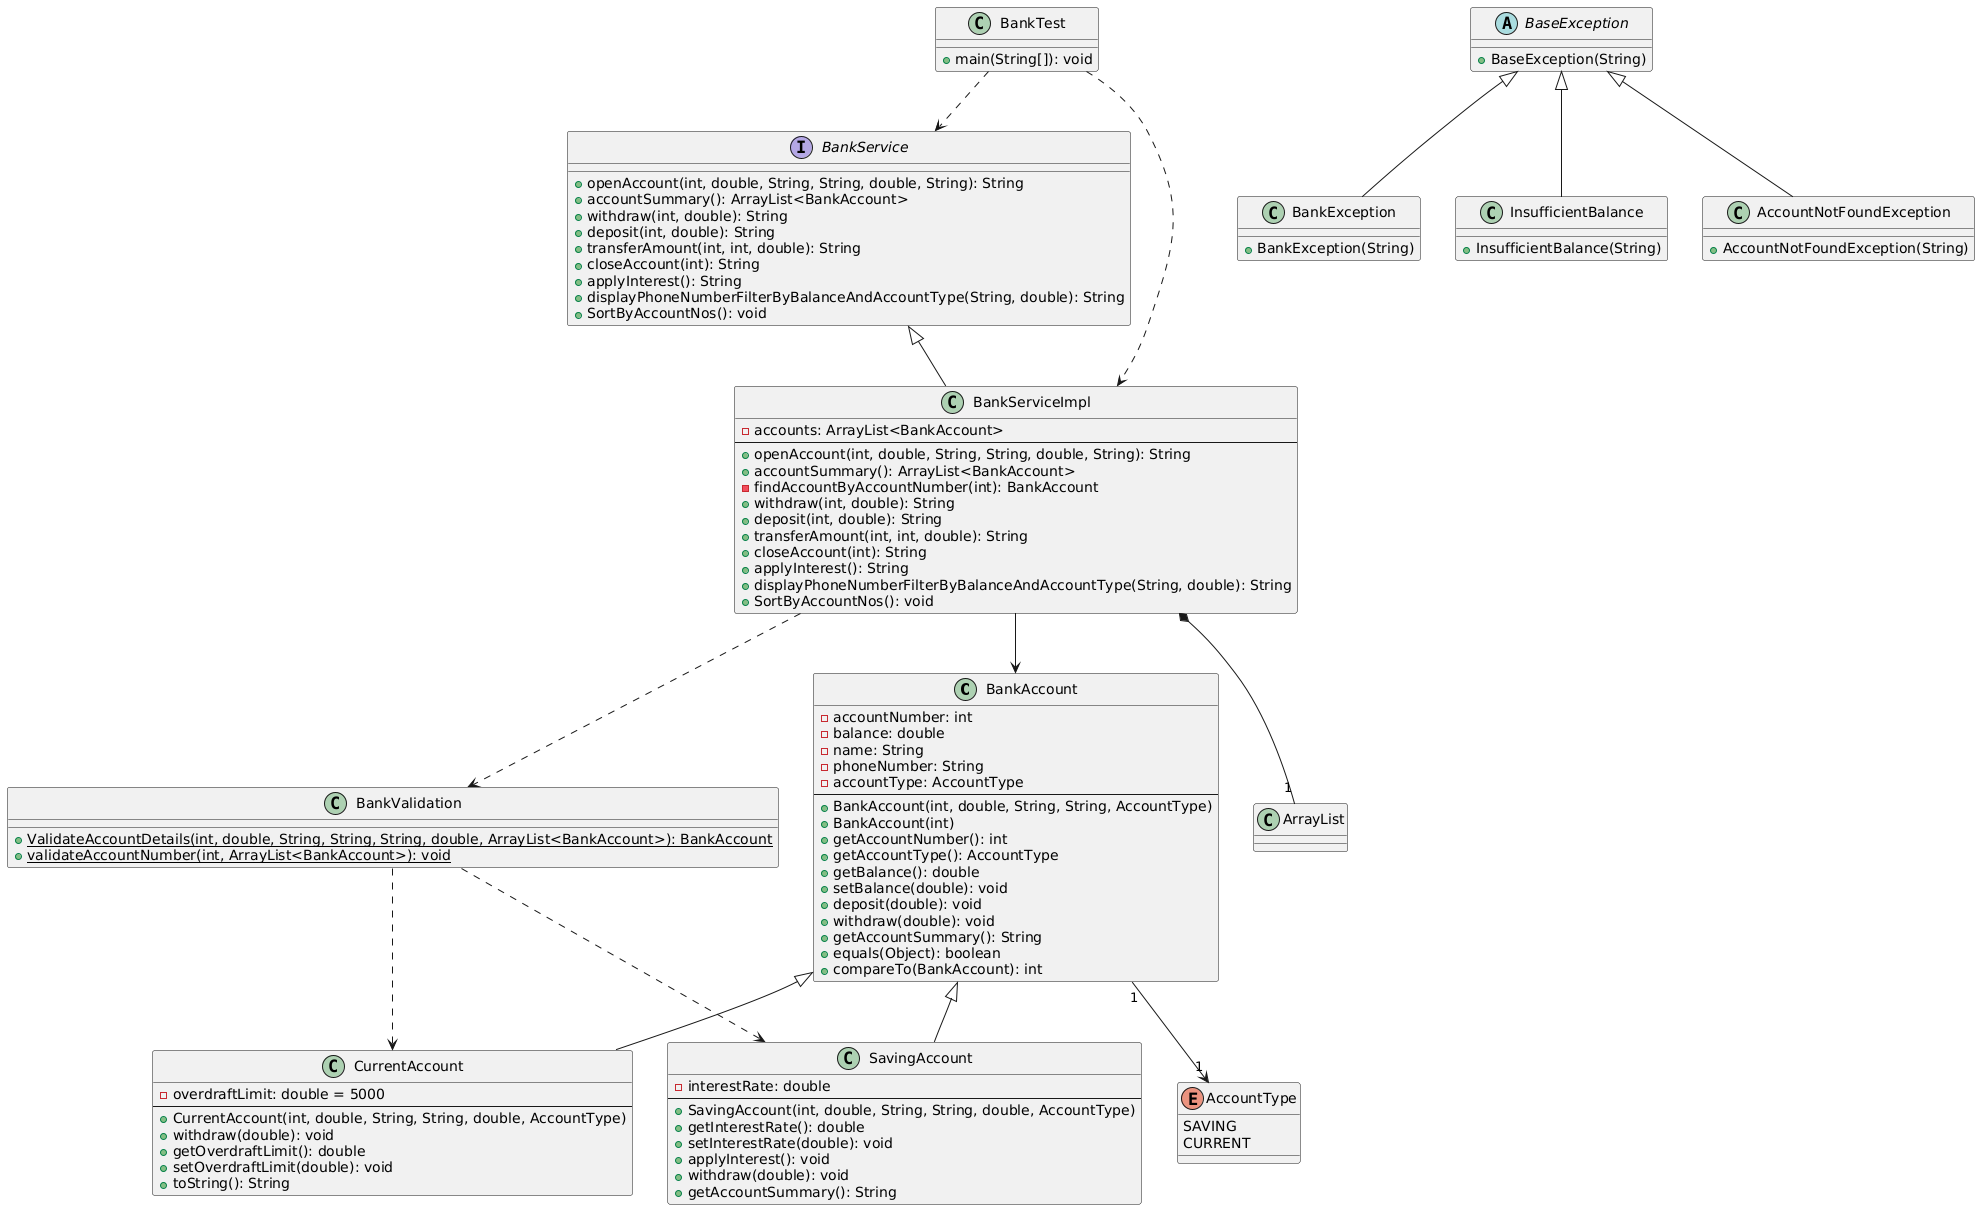 C BankTest
main(String[]): void
A BaseException
BaseException(String)
I BankService
openAccount(int, double, String, String, double, String): String
accountSummary(): ArrayList<BankAccount>
withdraw(int, double): String
deposit(int, double): String
transferAmount(int, int, double): String
closeAccount(int): String
applyInterest(): String
displayPhoneNumberFilterByBalanceAndAccountType(String, double): String
SortByAccountNos(): void
C BankException
BankException(String)
C InsufficientBalance
InsufficientBalance(String)
C AccountNotFoundException
AccountNotFoundException(String)
C BankServiceImpl
accounts: ArrayList<BankAccount>
openAccount(int, double, String, String, double, String): String
accountSummary(): ArrayList<BankAccount>
findAccountByAccountNumber(int): BankAccount
withdraw(int, double): String
deposit(int, double): String
transferAmount(int, int, double): String
closeAccount(int): String
applyInterest(): String
displayPhoneNumberFilterByBalanceAndAccountType(String, double): String
SortByAccountNos(): void
C BankAccount
accountNumber: int
balance: double
name: String
phoneNumber: String
accountType: AccountType
BankAccount(int, double, String, String, AccountType)
BankAccount(int)
getAccountNumber(): int
getAccountType(): AccountType
getBalance(): double
setBalance(double): void
deposit(double): void
withdraw(double): void
getAccountSummary(): String
equals(Object): boolean
compareTo(BankAccount): int
C BankValidation
ValidateAccountDetails(int, double, String, String, String, double, ArrayList<BankAccount>): BankAccount
validateAccountNumber(int, ArrayList<BankAccount>): void
1
C ArrayList
1
1
C CurrentAccount
overdraftLimit: double = 5000
CurrentAccount(int, double, String, String, double, AccountType)
withdraw(double): void
getOverdraftLimit(): double
setOverdraftLimit(double): void
toString(): String
C SavingAccount
interestRate: double
SavingAccount(int, double, String, String, double, AccountType)
getInterestRate(): double
setInterestRate(double): void
applyInterest(): void
withdraw(double): void
getAccountSummary(): String
E AccountType
SAVING
CURRENT